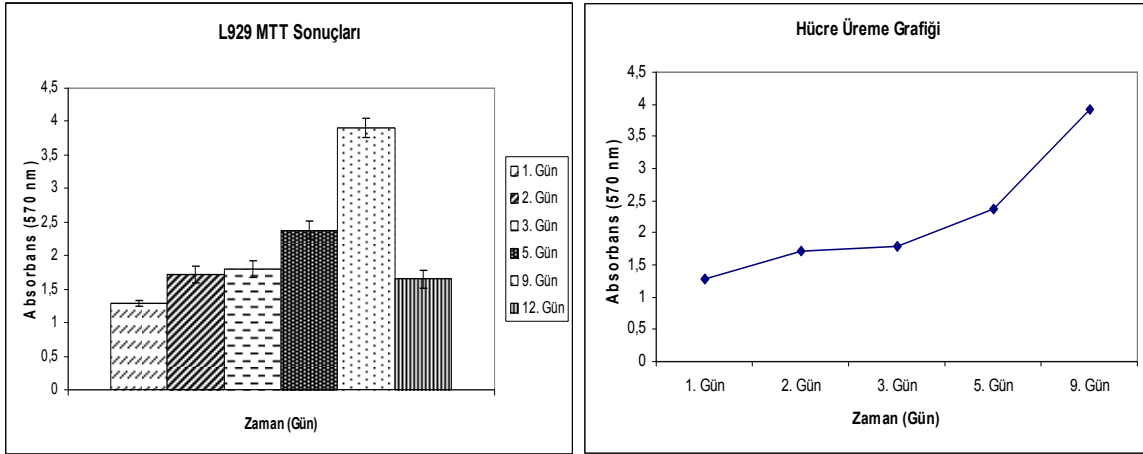 L929 MTT Sonuçları
4,5
4
3,5
3
2,5
2
1,5
1
0,5
0
Absorbans (570 nm)
Zaman (Gün)
1. Gün
2. Gün
3. Gün
5. Gün
9. Gün
12. Gün
Hücre Üreme Grafiği
4,5
4
3,5
3
2,5
2
1,5
1
0,5
0
Absorbans (570 nm)
1. Gün 2. Gün 3. Gün 5. Gün 9. Gün
Zaman (Gün)